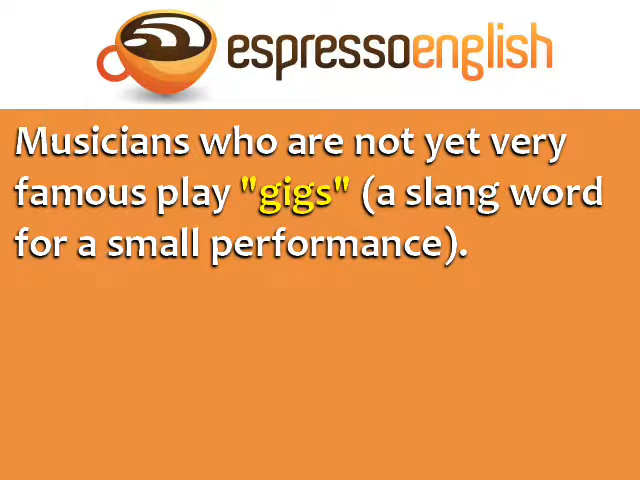 espressoenglish
Musicians who are not yet very
famous play "gigs" (a slang word
for a small performance).